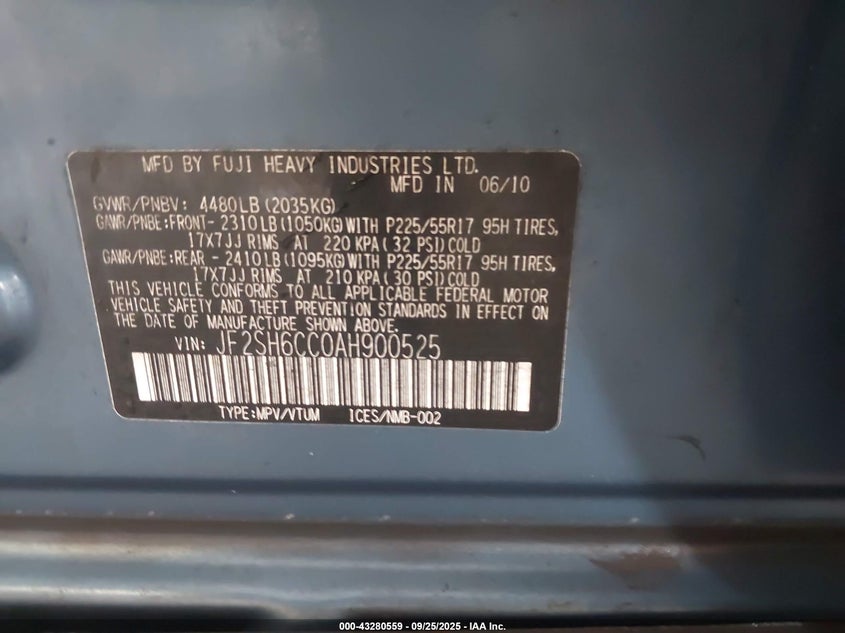 MFD BY FUJI HEAVY INDUSTRIES LTD.
MFD IN 06/10
GVWR/PNBV: 4480LB (2035KG)
GAWR/PNBE:FRONT- 2310LB (1050KG) WITH P225/55R17 95H TIRES,
17X7JJ RIMS AT 220 KPA( 32 PSI) COLD
GAWR/PNBE:REAR - 2410LB (1095KG) WITH P225/55R17 95H TIRES,
17X7JJ RIMS AT 210 KPA( 30 PSI) COLD
THIS VEHICLE CONFORMS TO ALL APPLICABLE FEDERAL MOTOR
VEHICLE SAFETY AND THEFT PREVENTION STANDARDS IN EFFECT ON
THE DATE OF MANUFACTURE SHOWN ABOVE.
VIN: JF2SH6CC0AH900525
TYPE:MPV/VTUM ICES/NMB-002
000-43280559 - 09/25/2025 - IAA Inc.